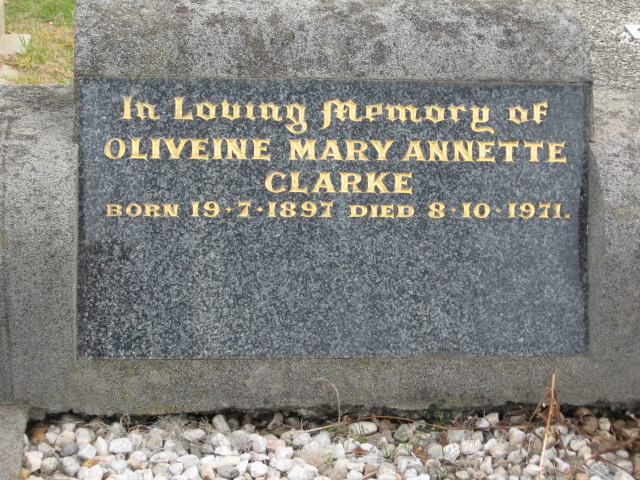 In Loving Memory of
OLIVEINE MARY ANNETTE
CLARKE
BORN 19·7·1897 DIED 8·10·1971.